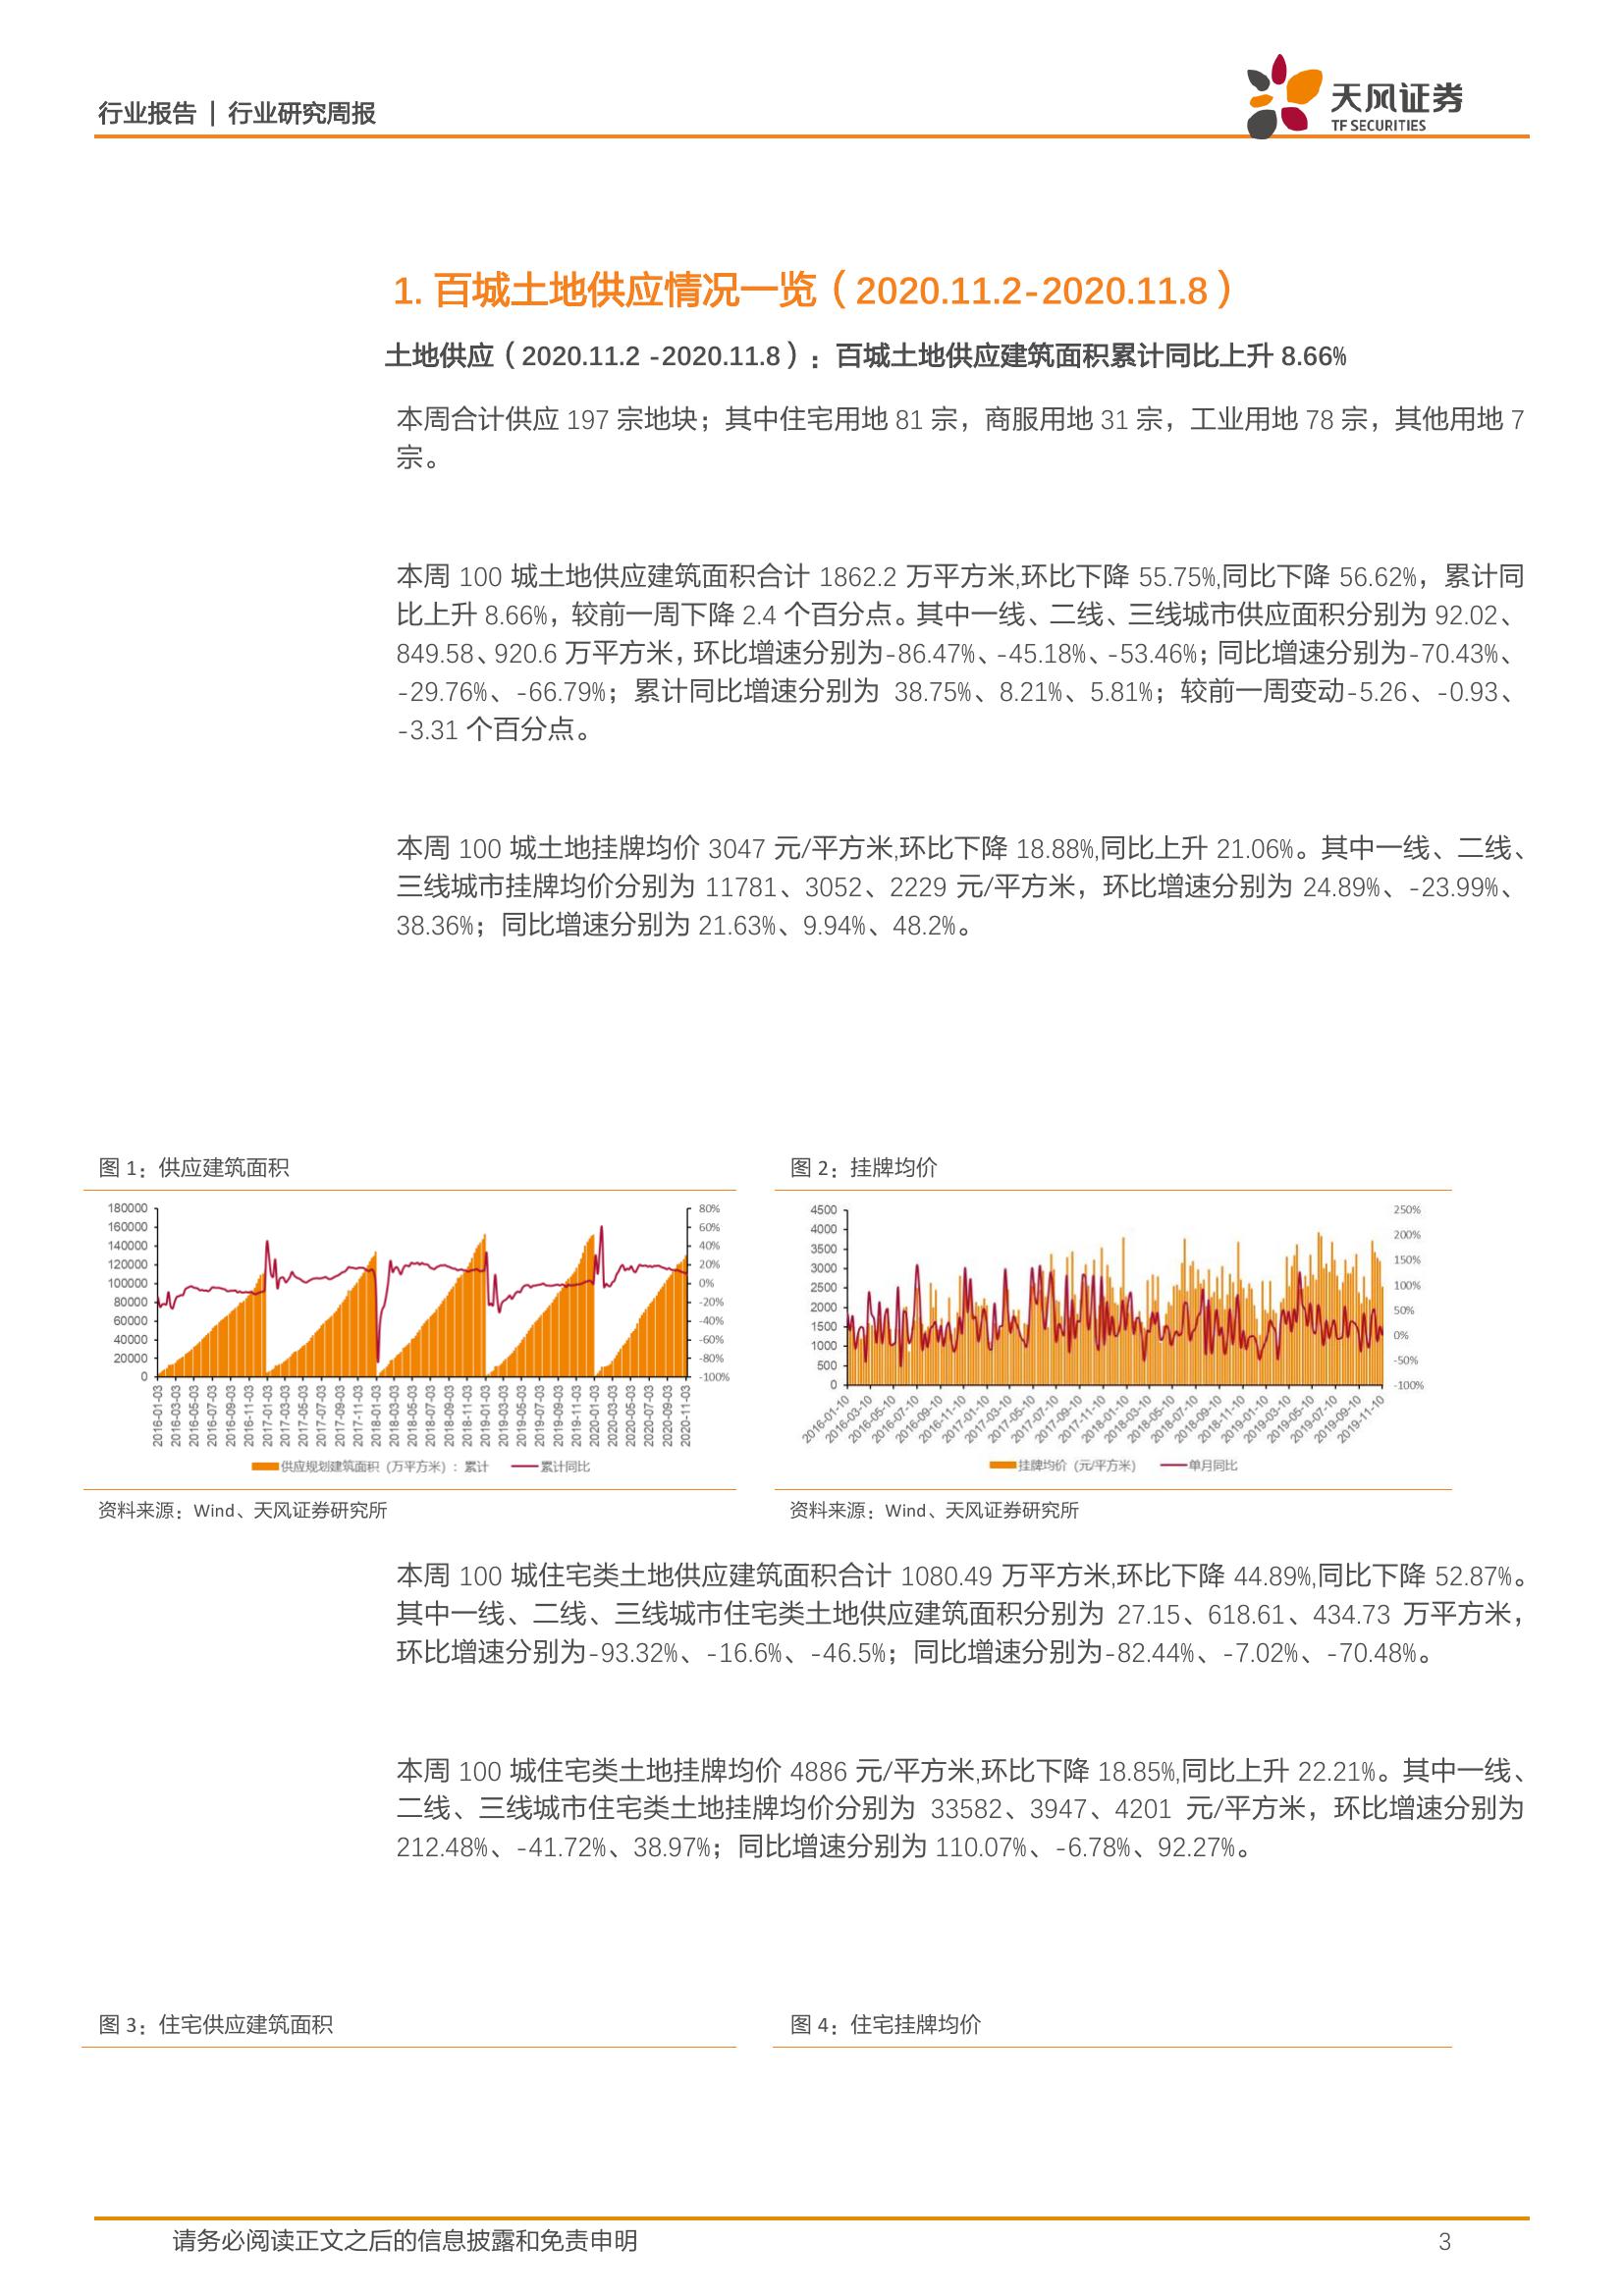 行业报告 | 行业研究周报
天风证券
TF SECURITIES
1. 百城土地供应情况一览（2020.11.2-2020.11.8）
土地供应（2020.11.2 -2020.11.8）：百城土地供应建筑面积累计同比上升 8.66%
本周合计供应 197 宗地块；其中住宅用地 81 宗，商服用地 31 宗，工业用地 78 宗，其他用地 7
宗。
本周 100 城土地供应建筑面积合计 1862.2 万平方米,环比下降 55.75%,同比下降 56.62%，累计同
比上升 8.66%，较前一周下降 2.4 个百分点。其中一线、二线、三线城市供应面积分别为 92.02、
849.58、920.6 万平方米，环比增速分别为-86.47%、-45.18%、-53.46%；同比增速分别为-70.43%、
-29.76%、-66.79%；累计同比增速分别为 38.75%、8.21%、5.81%；较前一周变动-5.26、-0.93、
-3.31 个百分点。
本周 100 城土地挂牌均价 3047 元/平方米,环比下降 18.88%,同比上升 21.06%。其中一线、二线、
三线城市挂牌均价分别为 11781、3052、2229 元/平方米，环比增速分别为 24.89%、-23.99%、
38.36%；同比增速分别为 21.63%、9.94%、48.2%。
图 1：供应建筑面积
180000
160000
140000
120000
100000
80000
60000
40000
20000
0
80%
60%
40%
20%
0%
-20%
-40%
-60%
-80%
-100%
2016-01-03
2016-03-03
2016-05-03
2016-07-03
2016-09-03
2016-11-03
2017-01-03
2017-03-03
2017-05-03
2017-07-03
2017-09-03
2017-11-03
2018-01-03
2018-03-03
2018-05-03
2018-07-03
2018-09-03
2018-11-03
2019-01-03
2019-03-03
2019-05-03
2019-07-03
2019-09-03
2019-11-03
2020-01-03
2020-03-03
2020-05-03
2020-07-03
2020-09-03
2020-11-03
供应规划建筑面积（万平方米）：累计
累计同比
资料来源：Wind、天风证券研究所
图 2：挂牌均价
4500
4000
3500
3000
2500
2000
1500
1000
500
0
250%
200%
150%
100%
50%
0%
-50%
-100%
2016-01-10
2016-03-10
2016-05-10
2016-07-10
2016-09-10
2016-11-10
2017-01-10
2017-03-10
2017-05-10
2017-07-10
2017-09-10
2017-11-10
2018-01-10
2018-03-10
2018-05-10
2018-07-10
2018-09-10
2018-11-10
2019-01-10
2019-03-10
2019-05-10
2019-07-10
2019-09-10
2019-11-10
挂牌均价（元/平方米）
单月同比
资料来源：Wind、天风证券研究所
本周 100 城住宅类土地供应建筑面积合计 1080.49 万平方米,环比下降 44.89%,同比下降 52.87%。
其中一线、二线、三线城市住宅类土地供应建筑面积分别为 27.15、618.61、434.73 万平方米，
环比增速分别为-93.32%、-16.6%、-46.5%；同比增速分别为-82.44%、-7.02%、-70.48%。
本周 100 城住宅类土地挂牌均价 4886 元/平方米,环比下降 18.85%,同比上升 22.21%。其中一线、
二线、三线城市住宅类土地挂牌均价分别为 33582、3947、4201 元/平方米，环比增速分别为
212.48%、-41.72%、38.97%；同比增速分别为 110.07%、-6.78%、92.27%。
图 3：住宅供应建筑面积
图 4：住宅挂牌均价
请务必阅读正文之后的信息披露和免责申明
3